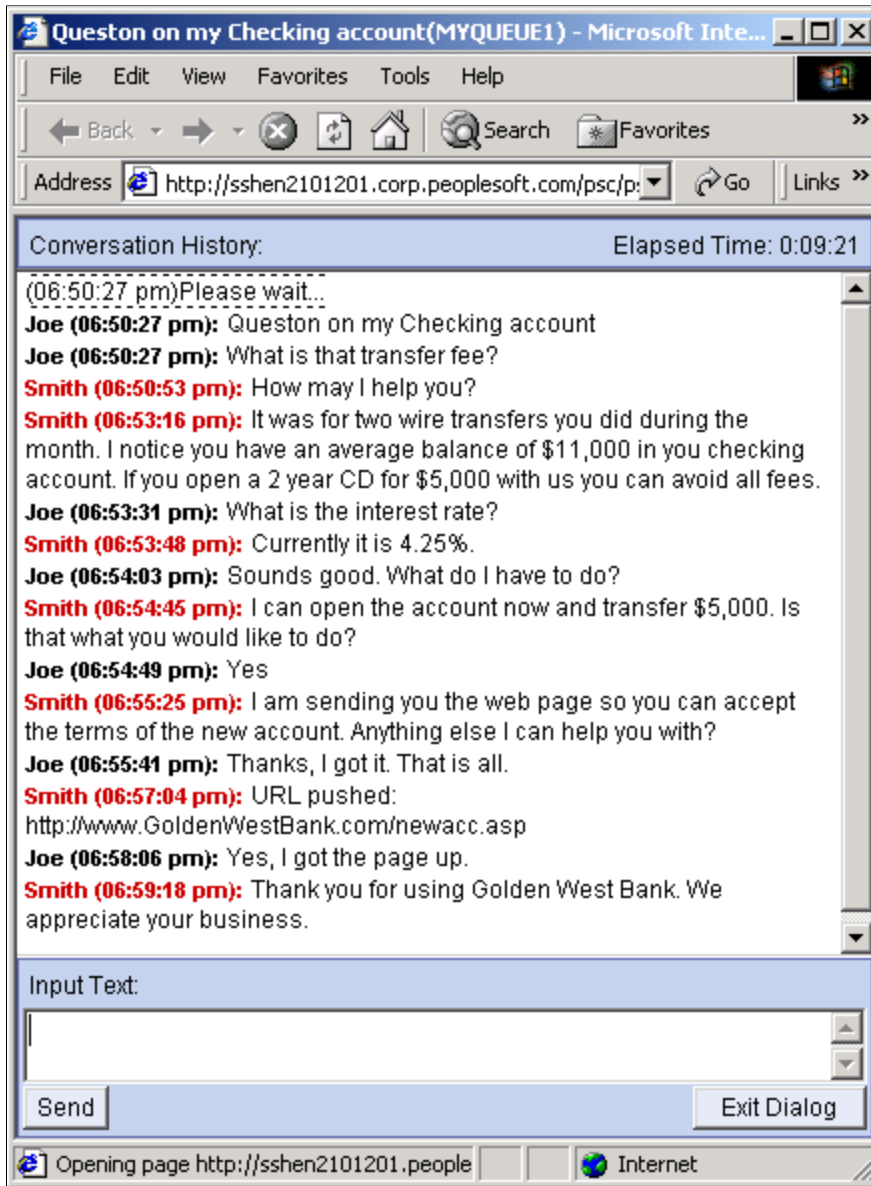 Queston on my Checking account(MYQUEUE1) - Microsoft Inte...
File Edit View Favorites Tools Help
Back Search Favorites »
Address http://sshen2101201.corp.peoplesoft.com/psc/p Go Links »
Conversation History: Elapsed Time: 0:09:21
(06:50:27 pm)Please wait...
Joe (06:50:27 pm): Queston on my Checking account
Joe (06:50:27 pm): What is that transfer fee?
Smith (06:50:53 pm): How may I help you?
Smith (06:53:16 pm): It was for two wire transfers you did during the
month. I notice you have an average balance of $11,000 in you checking
account. If you open a 2 year CD for $5,000 with us you can avoid all fees.
Joe (06:53:31 pm): What is the interest rate?
Smith (06:53:48 pm): Currently it is 4.25%.
Joe (06:54:03 pm): Sounds good. What do I have to do?
Smith (06:54:45 pm): I can open the account now and transfer $5,000. Is
that what you would like to do?
Joe (06:54:49 pm): Yes
Smith (06:55:25 pm): I am sending you the web page so you can accept
the terms of the new account. Anything else I can help you with?
Joe (06:55:41 pm): Thanks, I got it. That is all.
Smith (06:57:04 pm): URL pushed:
http://www.GoldenWestBank.com/newacc.asp
Joe (06:58:06 pm): Yes, I got the page up.
Smith (06:59:18 pm): Thank you for using Golden West Bank. We
appreciate your business.
Input Text:
Send Exit Dialog
Opening page http://sshen2101201.people Internet